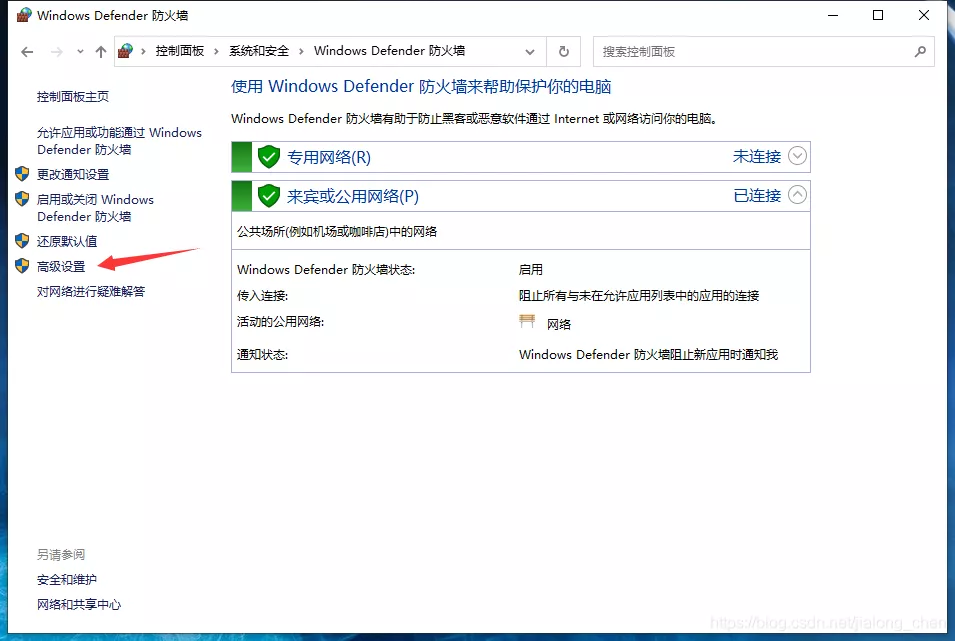 Windows Defender 防火墙
控制面板 系统和安全 Windows Defender 防火墙
搜索控制面板
控制面板主页
允许应用或功能通过 Windows
Defender 防火墙
更改通知设置
启用或关闭 Windows
Defender 防火墙
还原默认值
高级设置
对网络进行疑难解答
使用 Windows Defender 防火墙来帮助保护你的电脑
Windows Defender 防火墙有助于防止黑客或恶意软件通过 Internet 或网络访问你的电脑。
专用网络(R) 未连接
来宾或公用网络(P) 已连接
公共场所(例如机场或咖啡店)中的网络
Windows Defender 防火墙状态: 启用
传入连接: 阻止所有与未在允许应用列表中的应用的连接
活动的公用网络: 网络
通知状态: Windows Defender 防火墙阻止新应用时通知我
另请参阅
安全和维护
网络和共享中心
https://blog.csdn.net/jialong_chen